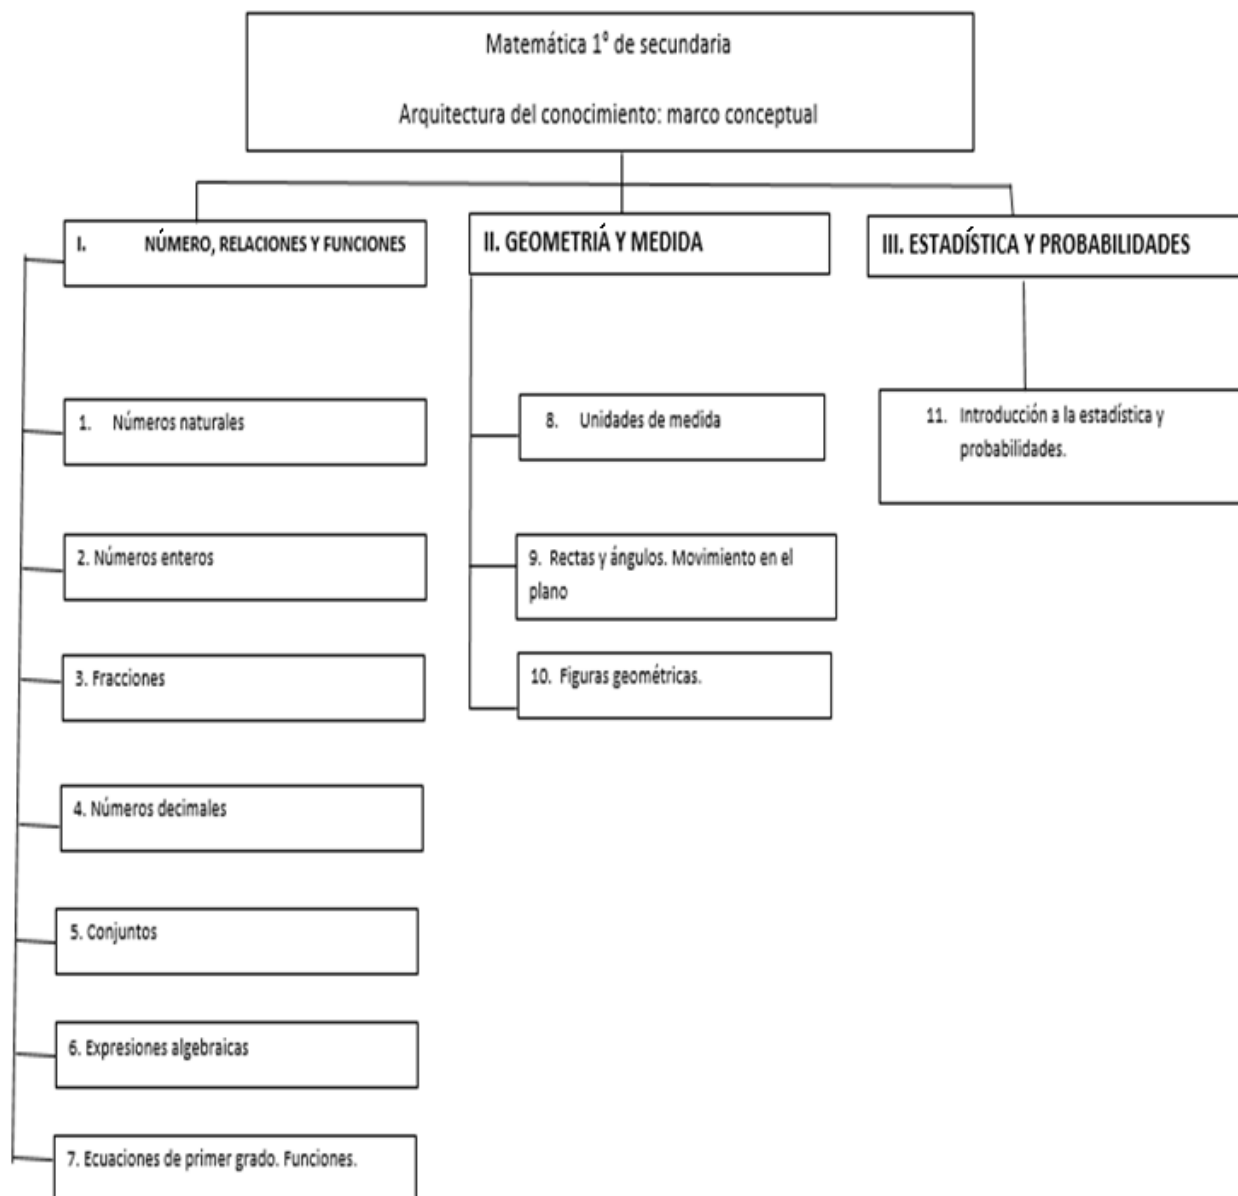 Matemática 1º de secundaria
Arquitectura del conocimiento: marco conceptual
I. NÚMERO, RELACIONES Y FUNCIONES
II. GEOMETRIÁ Y MEDIDA
III. ESTADÍSTICA Y PROBABILIDADES
1. Números naturales
2. Números enteros
3. Fracciones
4. Números decimales
5. Conjuntos
6. Expresiones algebraicas
7. Ecuaciones de primer grado. Funciones.
8. Unidades de medida
9. Rectas y ángulos. Movimiento en el
plano
10. Figuras geométricas.
11. Introducción a la estadística y
probabilidades.